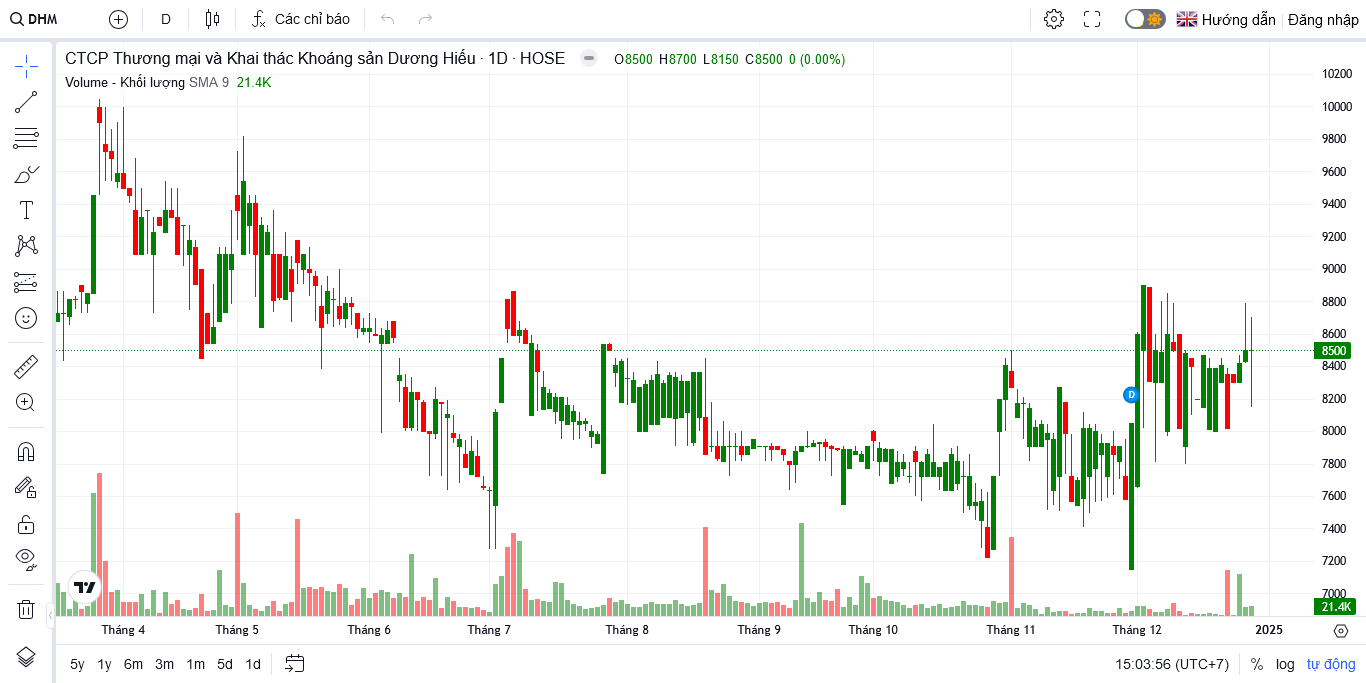 DHM D Các chỉ báo Hướng dẫn Đăng nhập
CTCP Thương mại và Khai thác Khoáng sản Dương Hiếu · 1D · HOSE O8500 H8700 L8150 C8500 0 (0.00%)
Volume - Khối lượng SMA 9 21.4K
10200
10000
9800
9600
9400
9200
9000
8800
8600
8500
8400
8200
D
8000
7800
7600
7400
7200
7000
21.4K
Tháng 4 Tháng 5 Tháng 6 Tháng 7 Tháng 8 Tháng 9 Tháng 10 Tháng 11 Tháng 12 2025
5y 1y 6m 3m 1m 5d 1d 15:03:56 (UTC+7) % log tự động